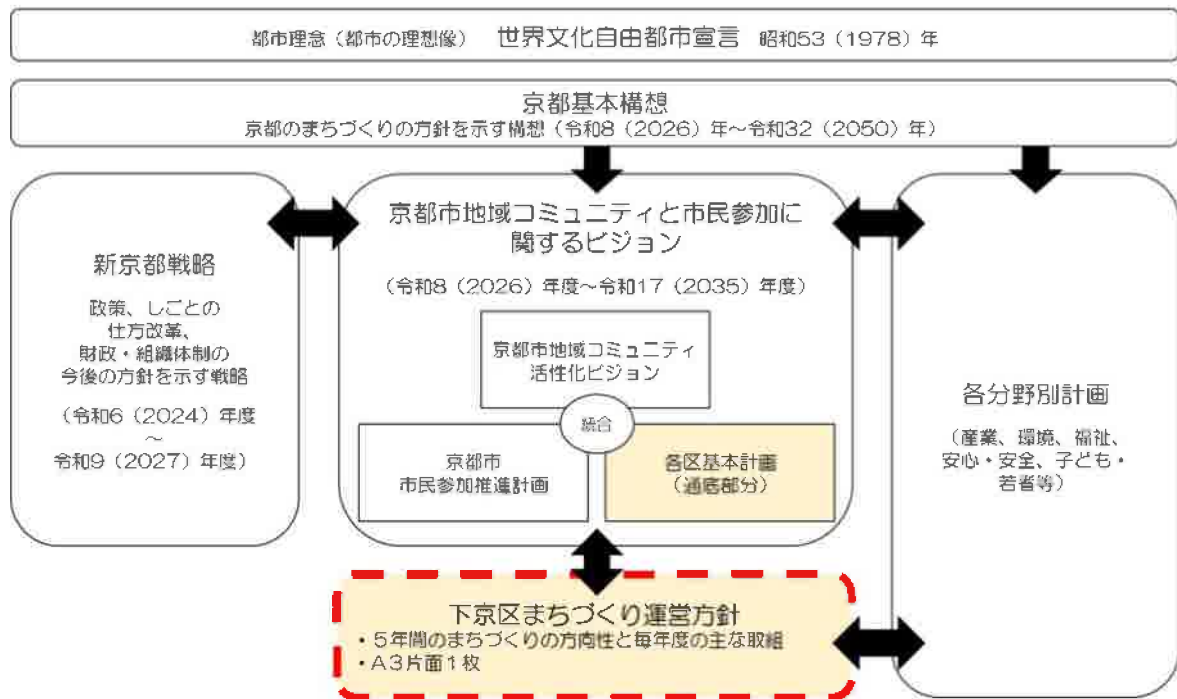 都市理念（都市の理想像）　世界文化自由都市宣言　昭和53（1978）年
京都基本構想
京都のまちづくりの方針を示す構想（令和8（2026）年～令和32（2050）年）
新京都戦略
政策、しごとの
仕方改革、
財政・組織体制の
今後の方針を示す戦略
（令和6（2024）年度
～
令和9（2027）年度）
京都市地域コミュニティと市民参加に
関するビジョン
（令和8（2026）年度～令和17（2035）年度）
京都市地域コミュニティ
活性化ビジョン
統合
京都市
市民参加推進計画
各区基本計画
（通底部分）
各分野別計画
（産業、環境、福祉、
安心・安全、子ども・
若者等）
下京区まちづくり運営方針
・５年間のまちづくりの方向性と毎年度の主な取組
・Ａ３片面１枚